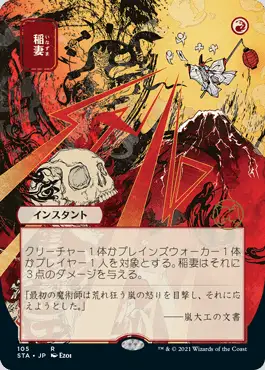 いなずま
稲妻
インスタント
クリーチャー1体かプレインズウォーカー1体
かプレイヤー1人を対象とする。稲妻はそれに
3点のダメージを与える。
「最初の魔術師は荒れ狂う嵐の怒りを目撃し、それに応
えようとした。」
――嵐大工の文書
105 R
STA • JP Ezoi
™ & © 2021 Wizards of the Coast